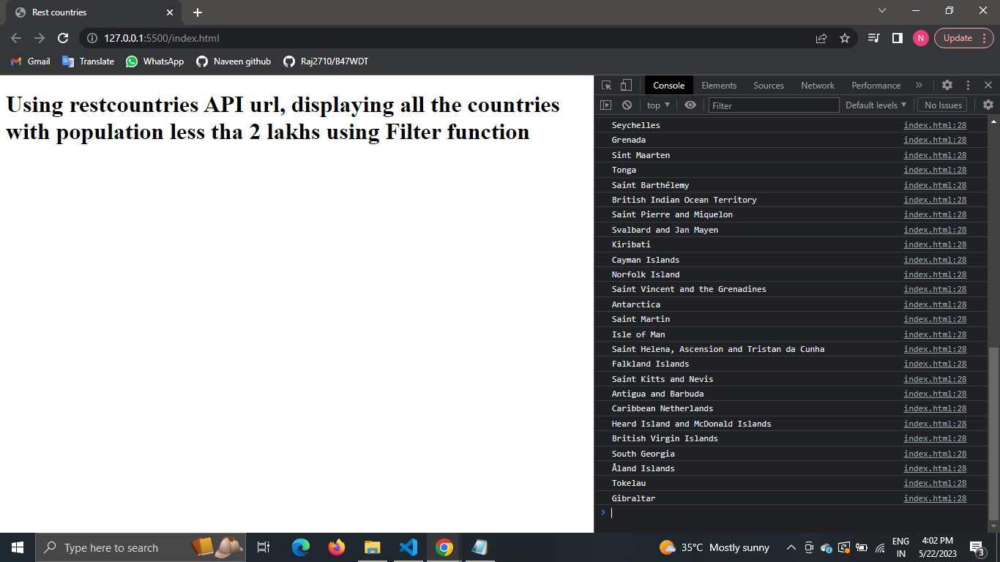 Rest countries
127.0.0.1:5500/index.html
N
Update
Gmail
Translate
WhatsApp
Naveen github
Raj2710/B47WDT
Using restcountries API url, displaying all the countries
with population less tha 2 lakhs using Filter function
Console Elements Sources Network Performance
top Filter Default levels No Issues
Seychelles index.html:28
Grenada index.html:28
Sint Maarten index.html:28
Tonga index.html:28
Saint Barthélemy index.html:28
British Indian Ocean Territory index.html:28
Saint Pierre and Miquelon index.html:28
Svalbard and Jan Mayen index.html:28
Kiribati index.html:28
Cayman Islands index.html:28
Norfolk Island index.html:28
Saint Vincent and the Grenadines index.html:28
Antarctica index.html:28
Saint Martin index.html:28
Isle of Man index.html:28
Saint Helena, Ascension and Tristan da Cunha index.html:28
Falkland Islands index.html:28
Saint Kitts and Nevis index.html:28
Antigua and Barbuda index.html:28
Caribbean Netherlands index.html:28
Heard Island and McDonald Islands index.html:28
British Virgin Islands index.html:28
South Georgia index.html:28
Åland Islands index.html:28
Tokelau index.html:28
Gibraltar index.html:28
Type here to search
35°C Mostly sunny
ENG
IN
4:02 PM
5/22/2023
3